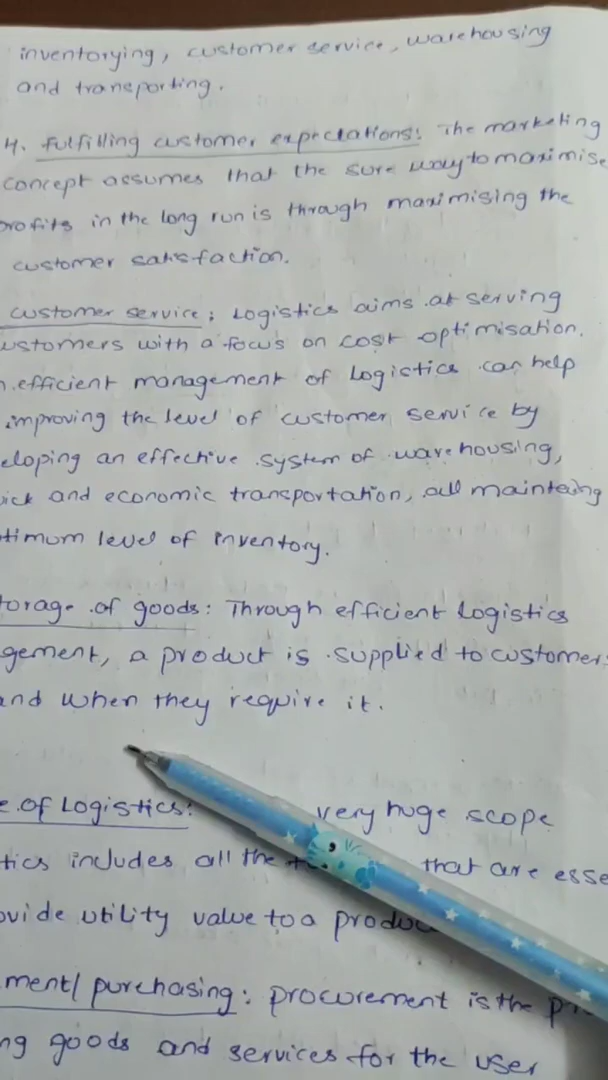 inventorying, customer service, warehousing
and transporting.
4. Fulfilling customer expectations: The marketing
concept assumes that the sure way to maximise
rofits in the long run is through maximising the
customer satisfaction.
customer service: Logistics aims at serving
ustomers with a focus on cost optimisation.
n efficient management of Logistics can help
improving the level of customer service by
eloping an effective system of warehousing,
ick and economic transportation, all mainteing
timum level of inventory.
torage of goods: Through efficient Logistics
gement, a product is supplied to customers
and when they require it.
e of Logistics: very huge scope
tics includes all the that are esse
ovide utility value to a produc
ment/ purchasing: procurement is the pr
ng goods and services for the user